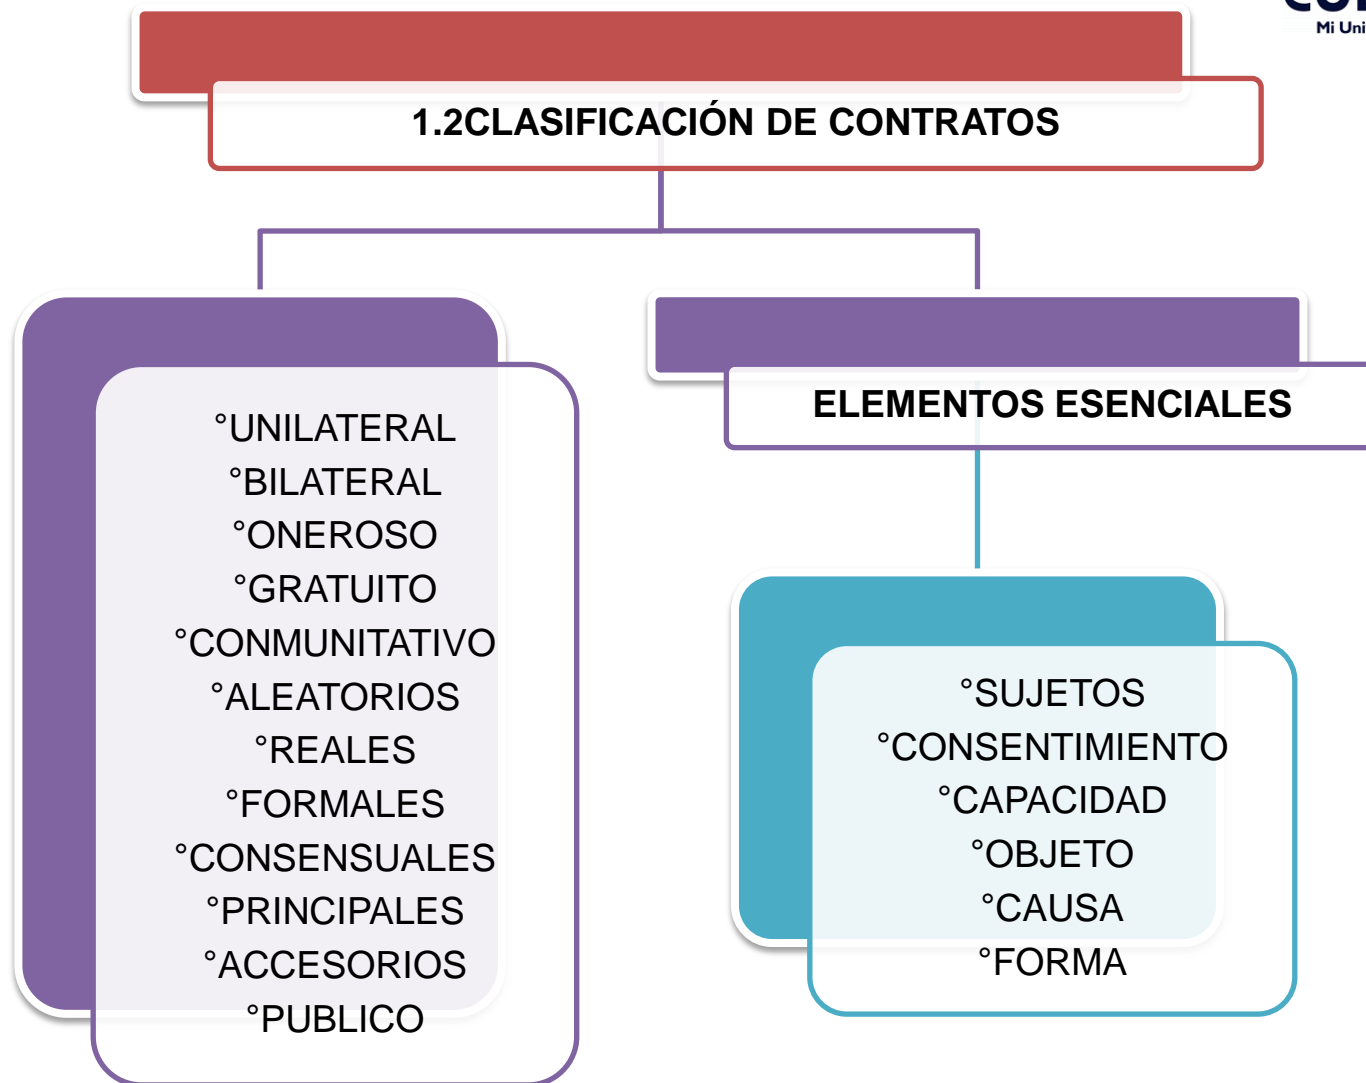 Mi Uni
1.2CLASIFICACIÓN DE CONTRATOS
°UNILATERAL
°BILATERAL
°ONEROSO
°GRATUITO
°CONMUNITATIVO
°ALEATORIOS
°REALES
°FORMALES
°CONSENSUALES
°PRINCIPALES
°ACCESORIOS
°PUBLICO
ELEMENTOS ESENCIALES
°SUJETOS
°CONSENTIMIENTO
°CAPACIDAD
°OBJETO
°CAUSA
°FORMA